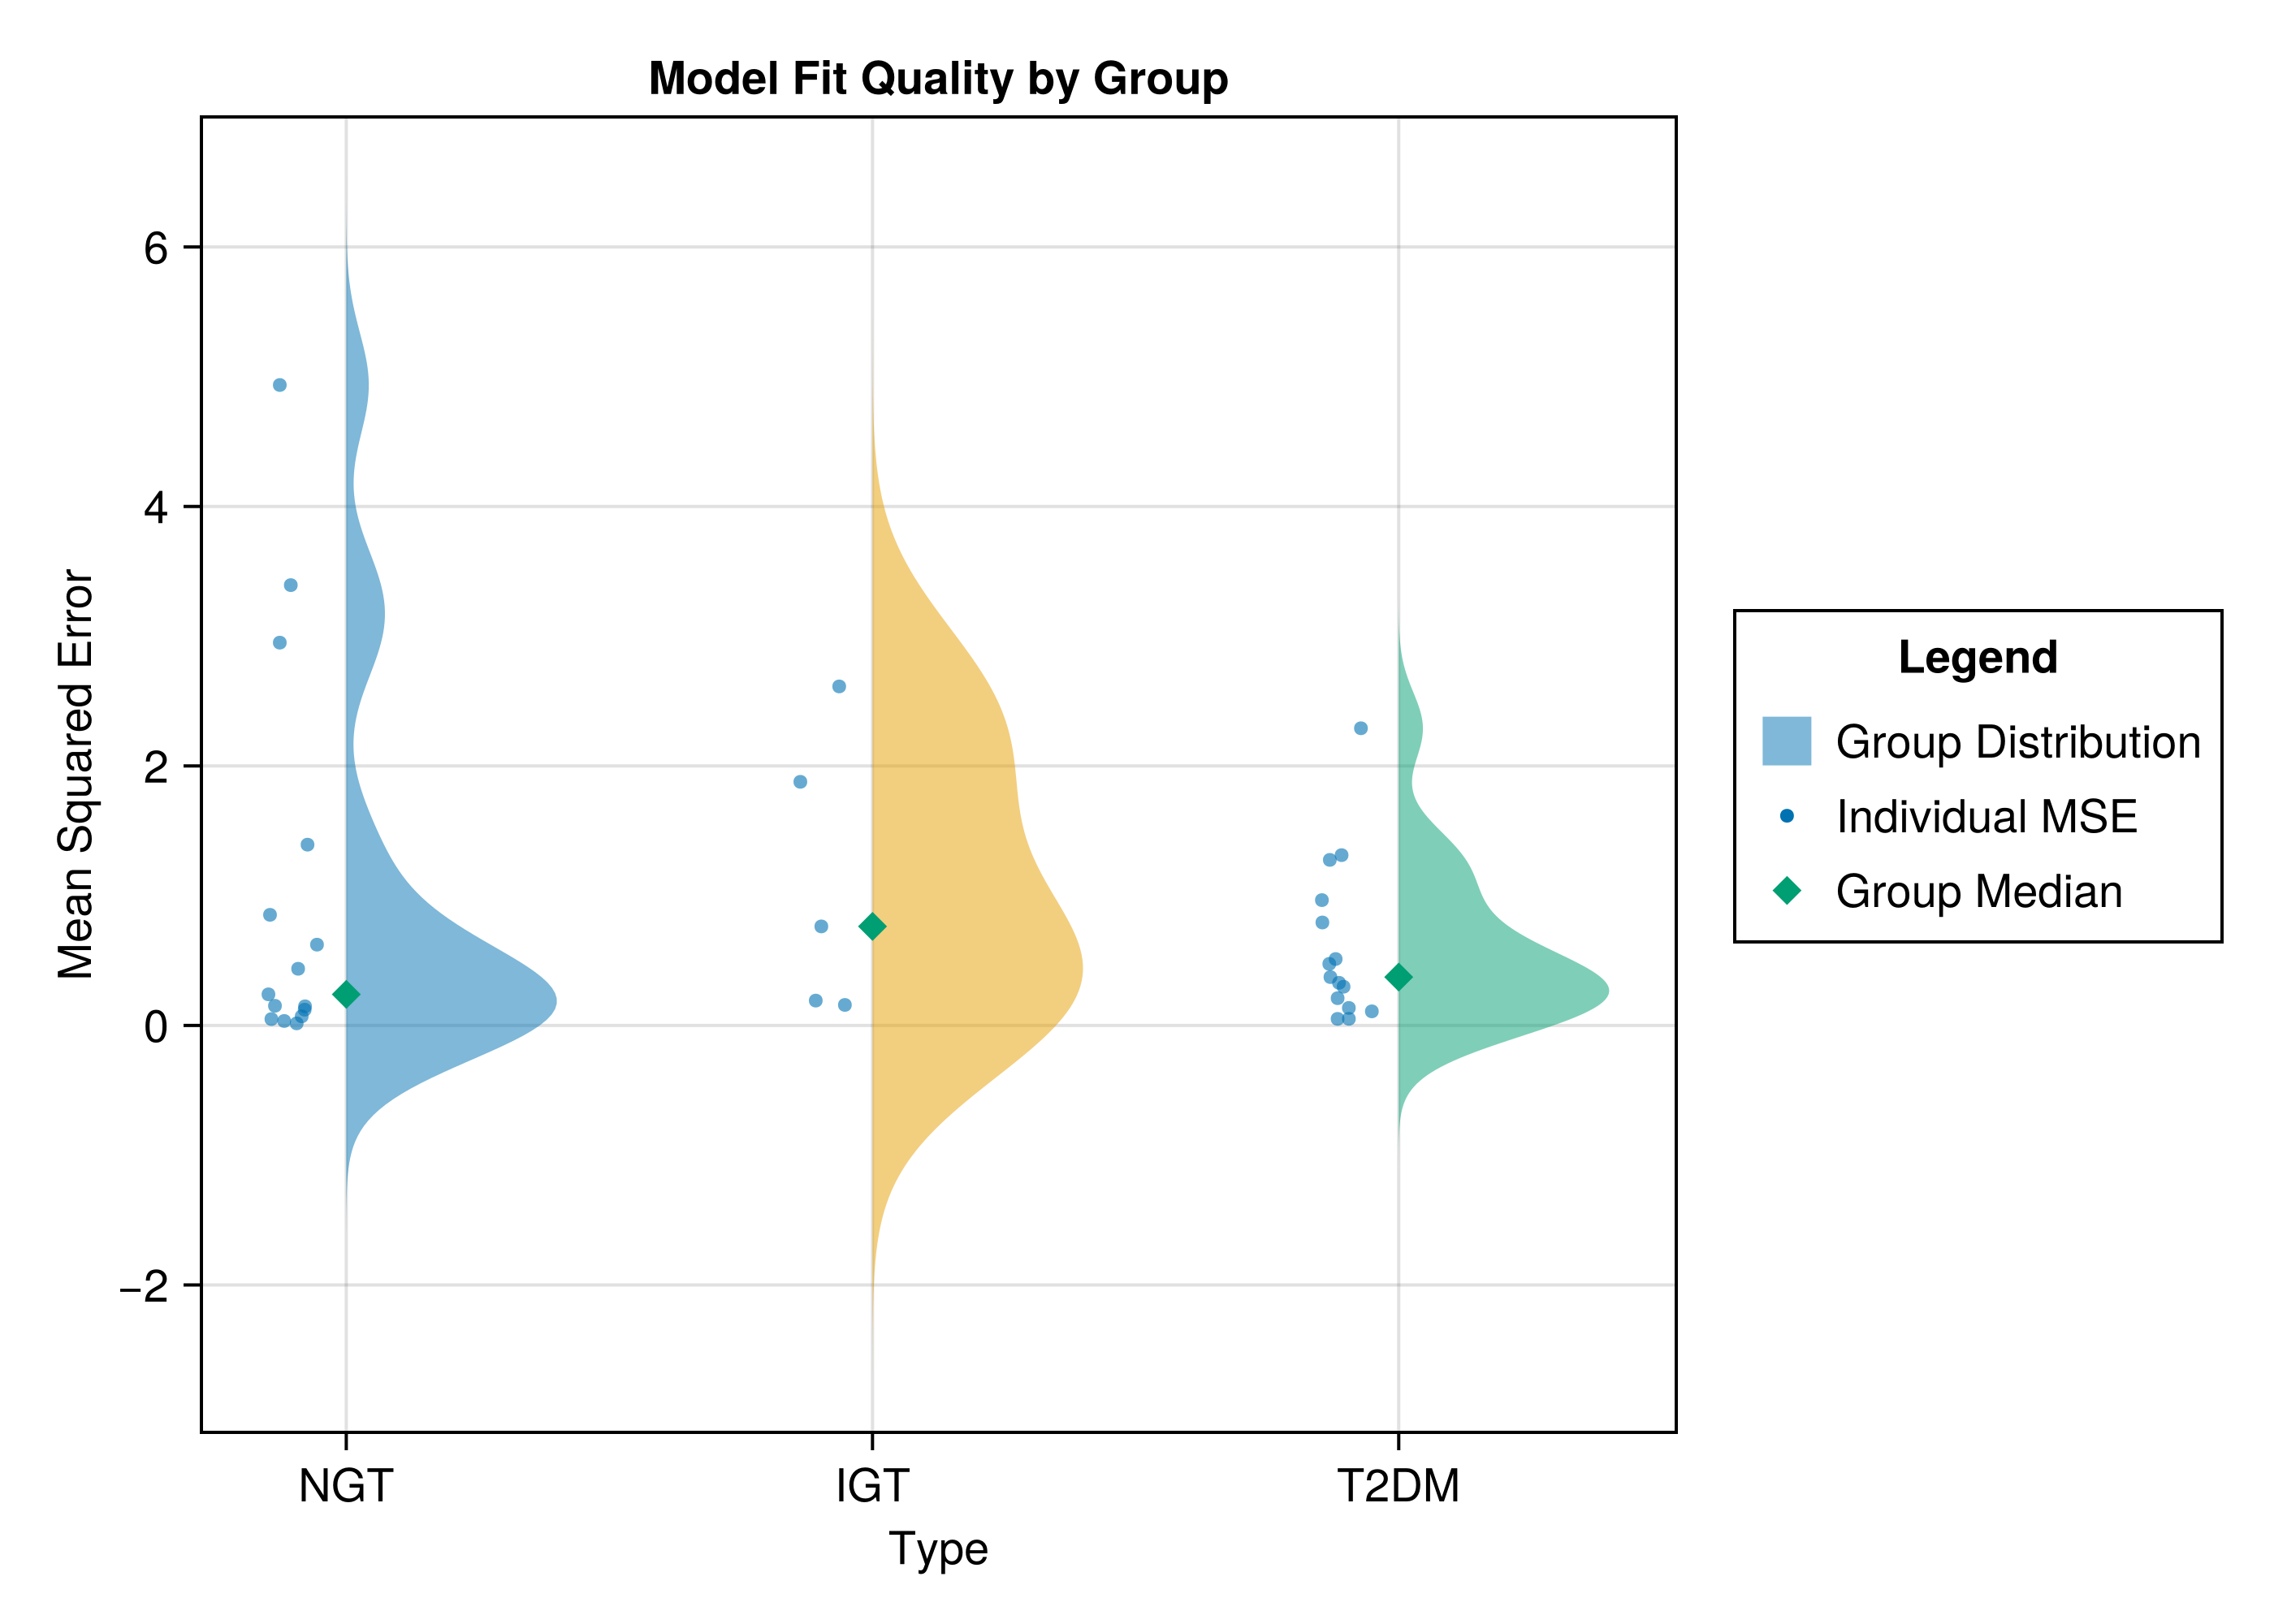 Model Fit Quality by Group
Mean Squared Error
6
4
2
0
−2
NGT
IGT
T2DM
Type
Legend
Group Distribution
Individual MSE
Group Median